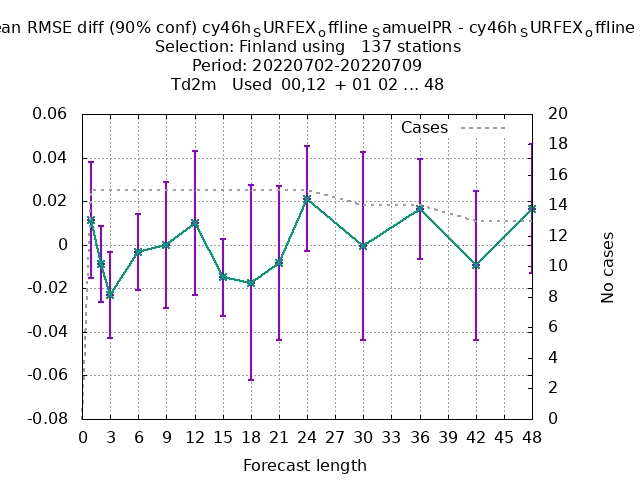 ean RMSE diff (90% conf) cy46h_SURFEX_offline_SamuelPR - cy46h_SURFEX_offline
Selection: Finland using 137 stations
Period: 20220702-20220709
Td2m Used 00,12 + 01 02 ... 48
Cases
0.06
0.04
0.02
0
-0.02
-0.04
-0.06
-0.08
20
18
16
14
12
10
8
6
4
2
0
No cases
0 3 6 9 12 15 18 21 24 27 30 33 36 39 42 45 48
Forecast length